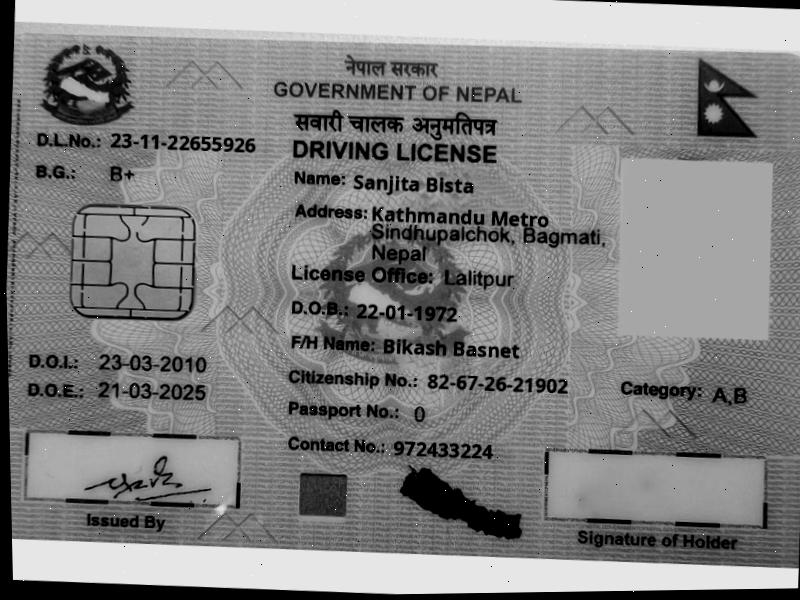 नेपाल सरकार
GOVERNMENT OF NEPAL
सवारी चालक अनुमतिपत्र
DRIVING LICENSE
D.L.No.: 23-11-22655926
B.G.: B+
Name: Sanjita Bista
Address: Kathmandu Metro
Sindhupalchok, Bagmati,
Nepal
License Office: Lalitpur
D.O.B.: 22-01-1972
F/H Name: Bikash Basnet
D.O.I.: 23-03-2010
D.O.E.: 21-03-2025
Citizenship No.: 82-67-26-21902
Category: A,B
Passport No.: 0
Contact No.: 972433224
Issued By
Signature of Holder